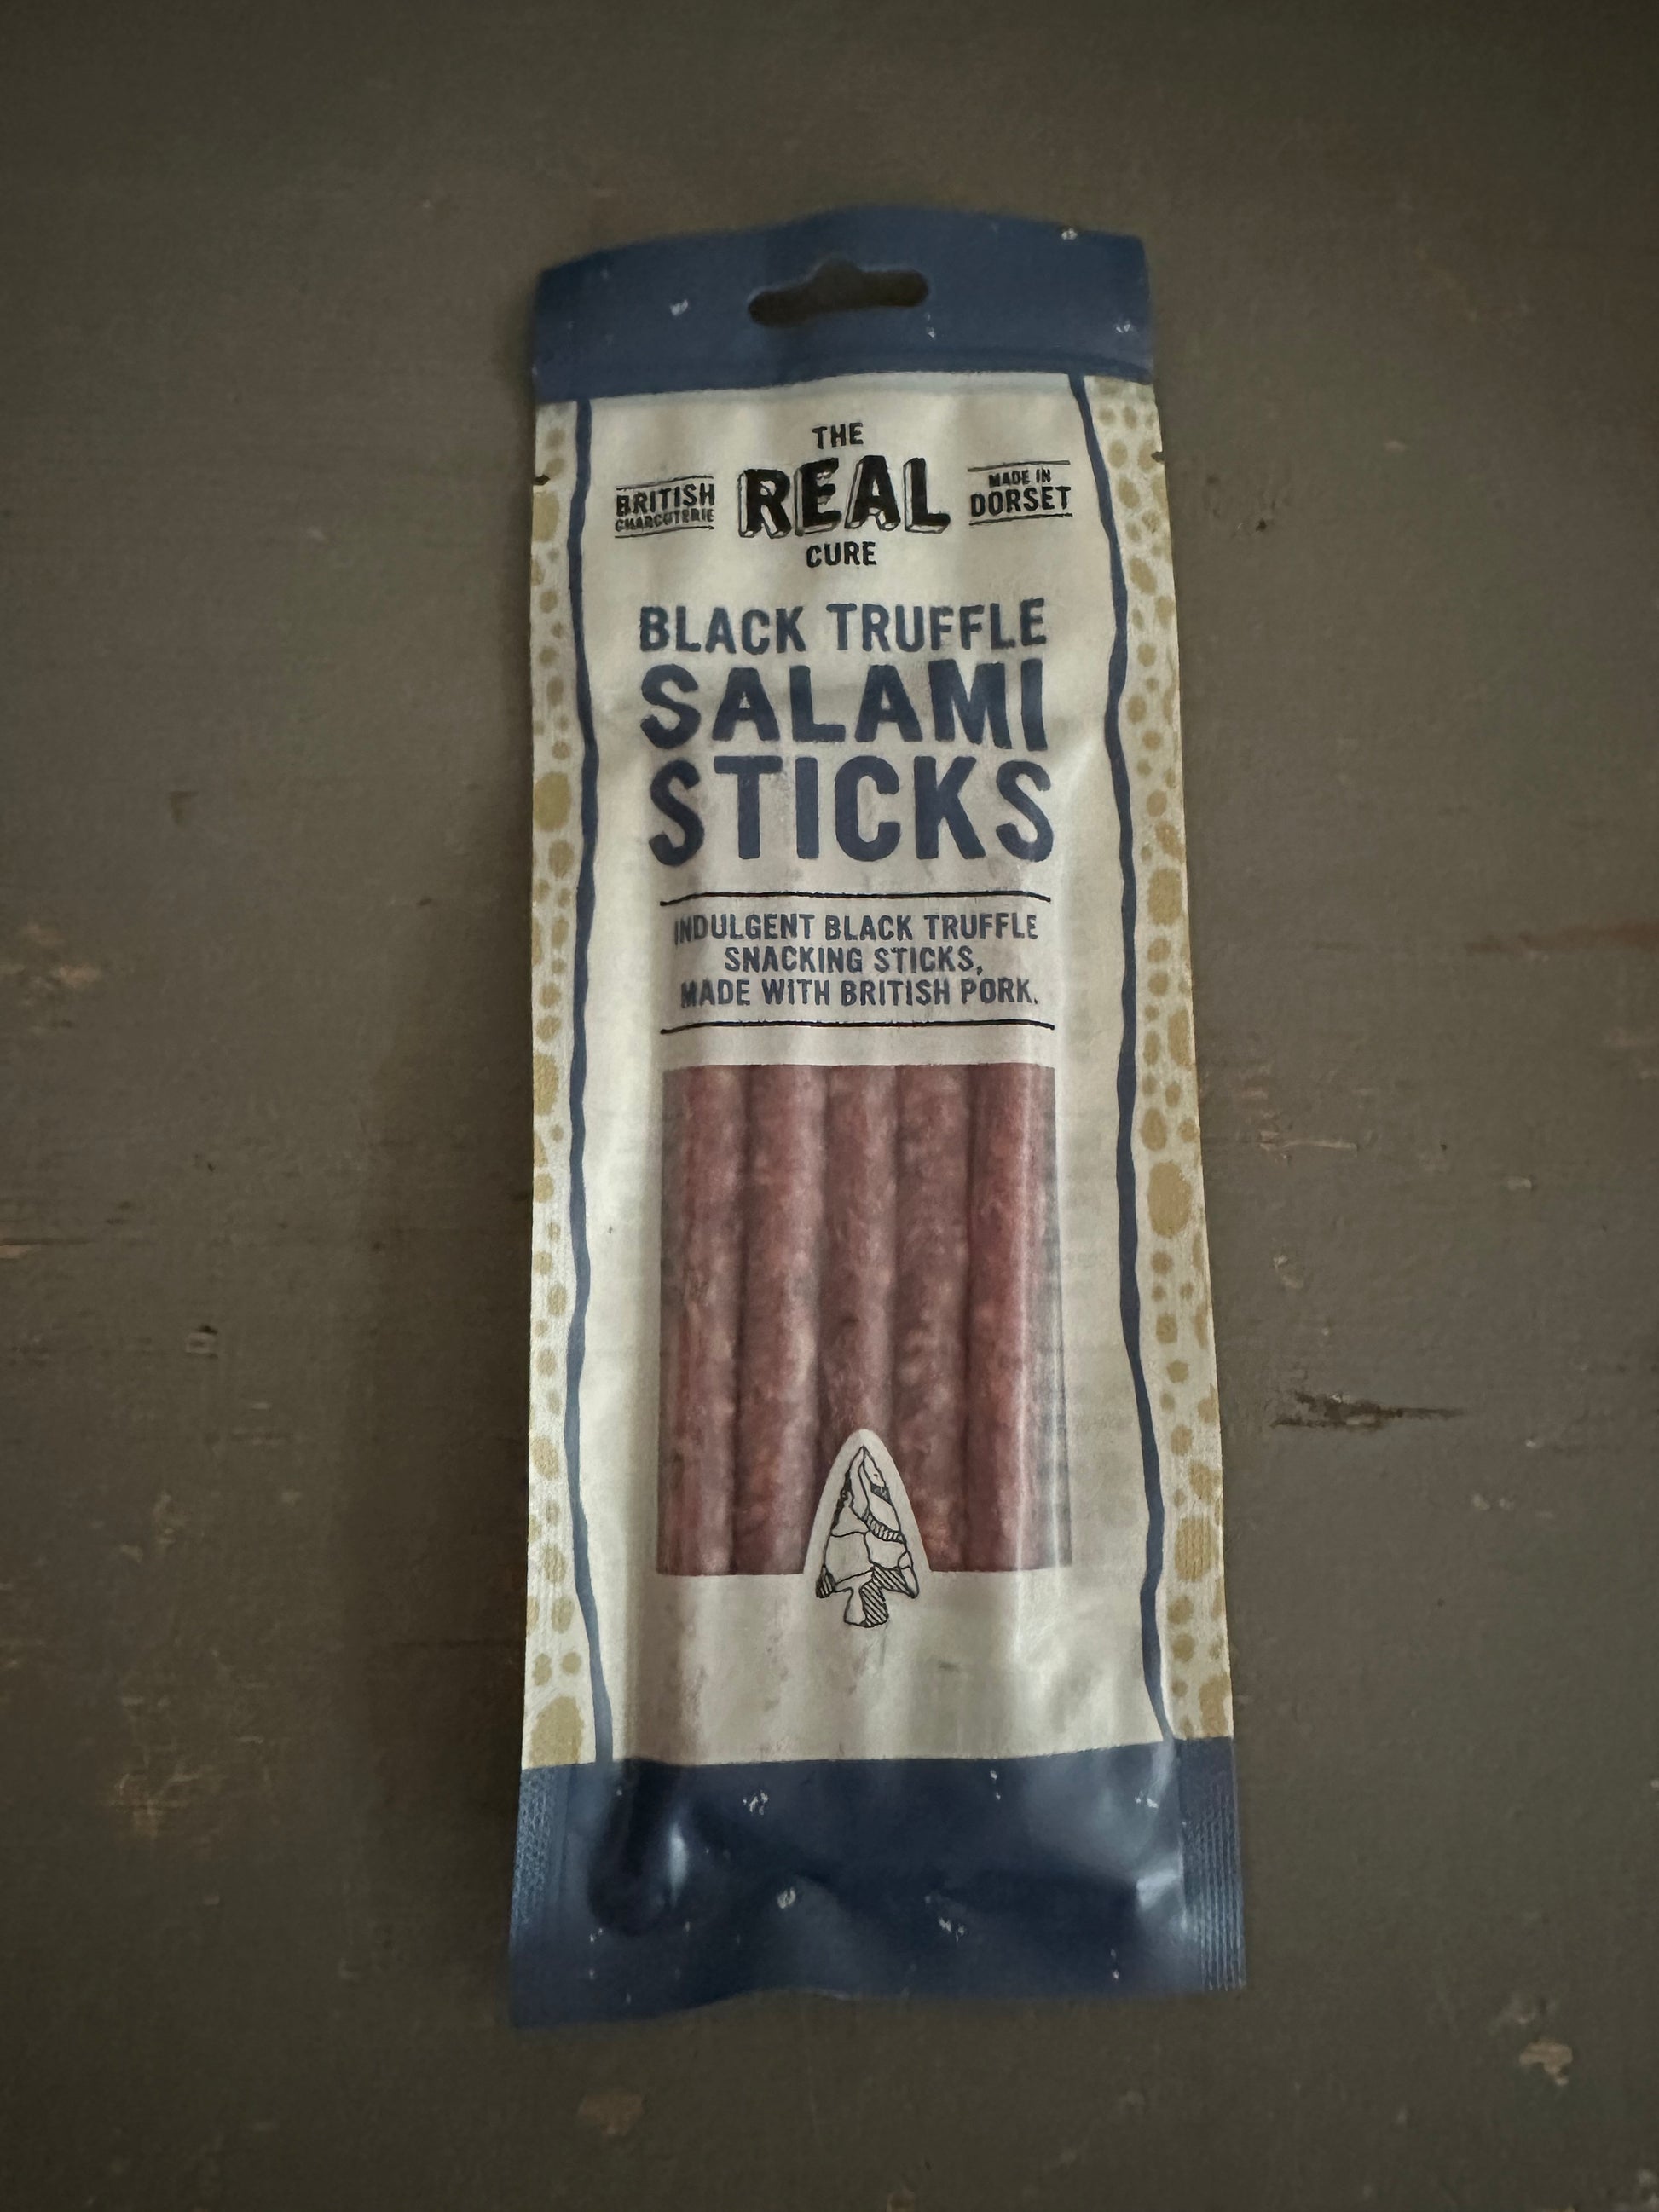 THE
BRITISH
CHARCUTERIE
REAL
MADE IN
DORSET
CURE
BLACK TRUFFLE
SALAMI
STICKS
INDULGENT BLACK TRUFFLE
SNACKING STICKS,
MADE WITH BRITISH PORK.